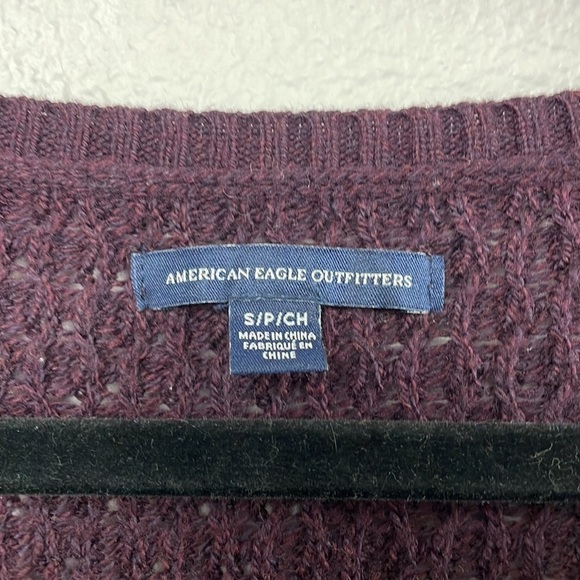 AMERICAN EAGLE OUTFITTERS
S/P/CH
MADE IN CHINA
FABRIQUÉ EN
CHINE